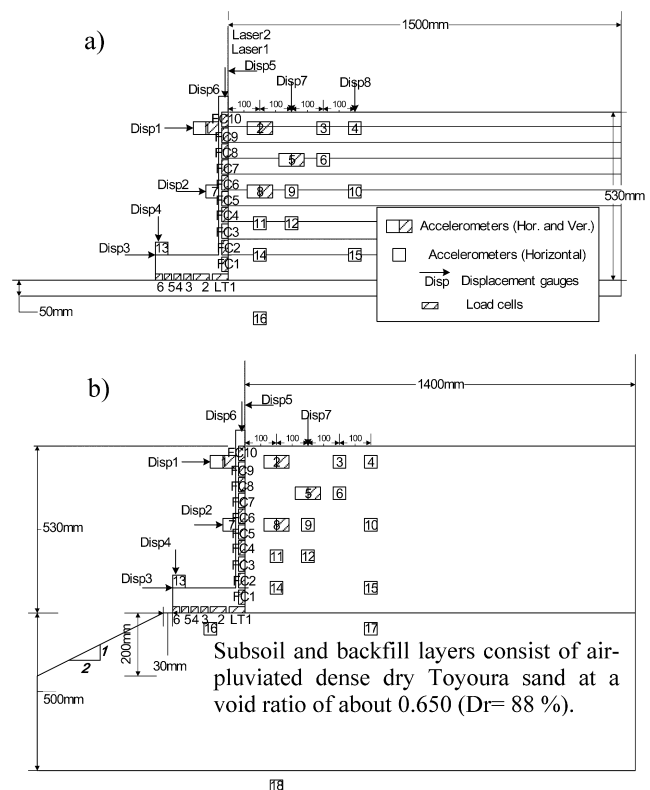 a)
1500mm
Laser2
Laser1
Disp5
Disp6
Disp7
Disp8
100 100 100 100
Disp1
1
FC10
2
3
4
FC9
FC8
5
6
FC7
Disp2
7
FC6
8
9
10
530mm
FC5
Disp4
FC4
11
12
FC3
Disp3
13
FC2
14
15
FC1
6 5 4 3 2 LT1
50mm
16
Accelerometers (Hor. and Ver.)
Accelerometers (Horizontal)
Disp Displacement gauges
Load cells
b)
1400mm
Disp5
Disp6
Disp7
100 100 100 100
Disp1
1
FC10
2
3
4
FC9
FC8
5
6
FC7
Disp2
7
FC6
8
9
10
530mm
FC5
Disp4
FC4
11
12
FC3
Disp3
13
FC2
14
15
FC1
6 5 4 3 2 LT1
16
17
1
2
200mm
30mm
500mm
Subsoil and backfill layers consist of air-
pluviated dense dry Toyoura sand at a
void ratio of about 0.650 (Dr= 88 %).
18